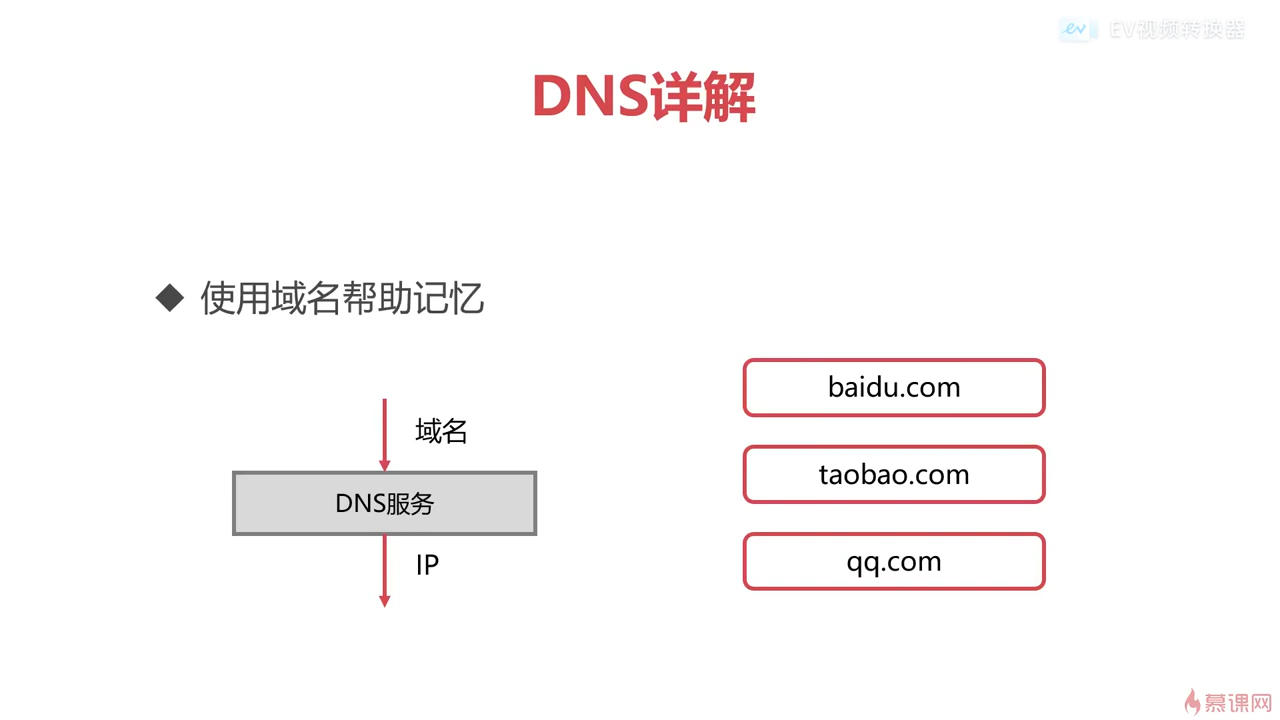 EV视频转换器
DNS详解
使用域名帮助记忆
域名
DNS服务
IP
baidu.com
taobao.com
qq.com
慕课网